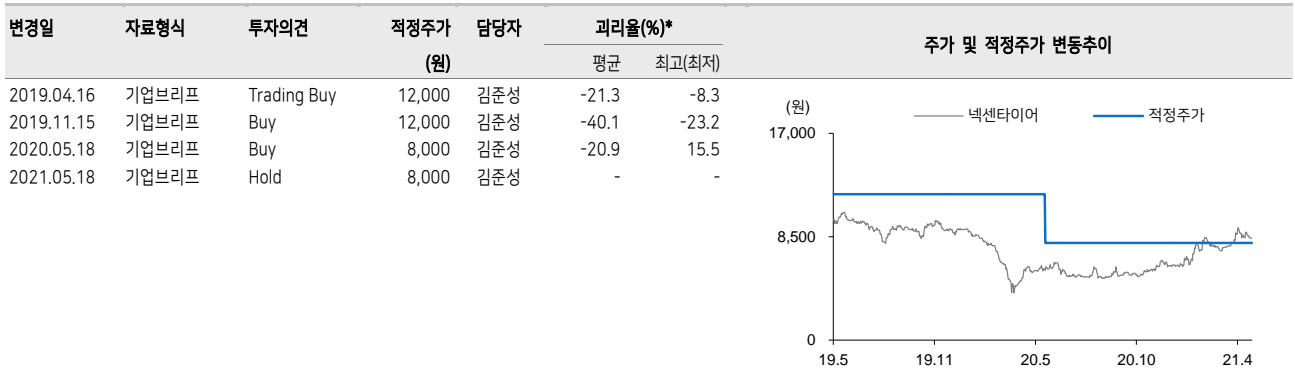 변경일 자료형식 투자의견 적정주가 담당자 괴리율(%)* 주가 및 적정주가 변동추이
(원) 평균 최고(최저)
2019.04.16 기업브리프 Trading Buy 12,000 김준성 -21.3 -8.3
2019.11.15 기업브리프 Buy 12,000 김준성 -40.1 -23.2
2020.05.18 기업브리프 Buy 8,000 김준성 -20.9 15.5
2021.05.18 기업브리프 Hold 8,000 김준성 - -
(원) 넥센타이어 적정주가
17,000
8,500
0
19.5 19.11 20.5 20.10 21.4